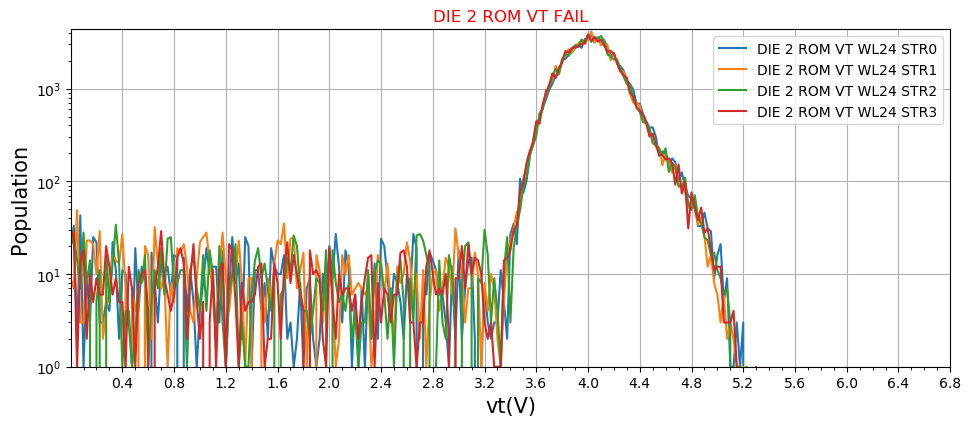 DIE 2 ROM VT FAIL
DIE 2 ROM VT WL24 STR0
DIE 2 ROM VT WL24 STR1
DIE 2 ROM VT WL24 STR2
DIE 2 ROM VT WL24 STR3
Population
10³
10²
10¹
10⁰
0.4 0.8 1.2 1.6 2.0 2.4 2.8 3.2 3.6 4.0 4.4 4.8 5.2 5.6 6.0 6.4 6.8
vt(V)